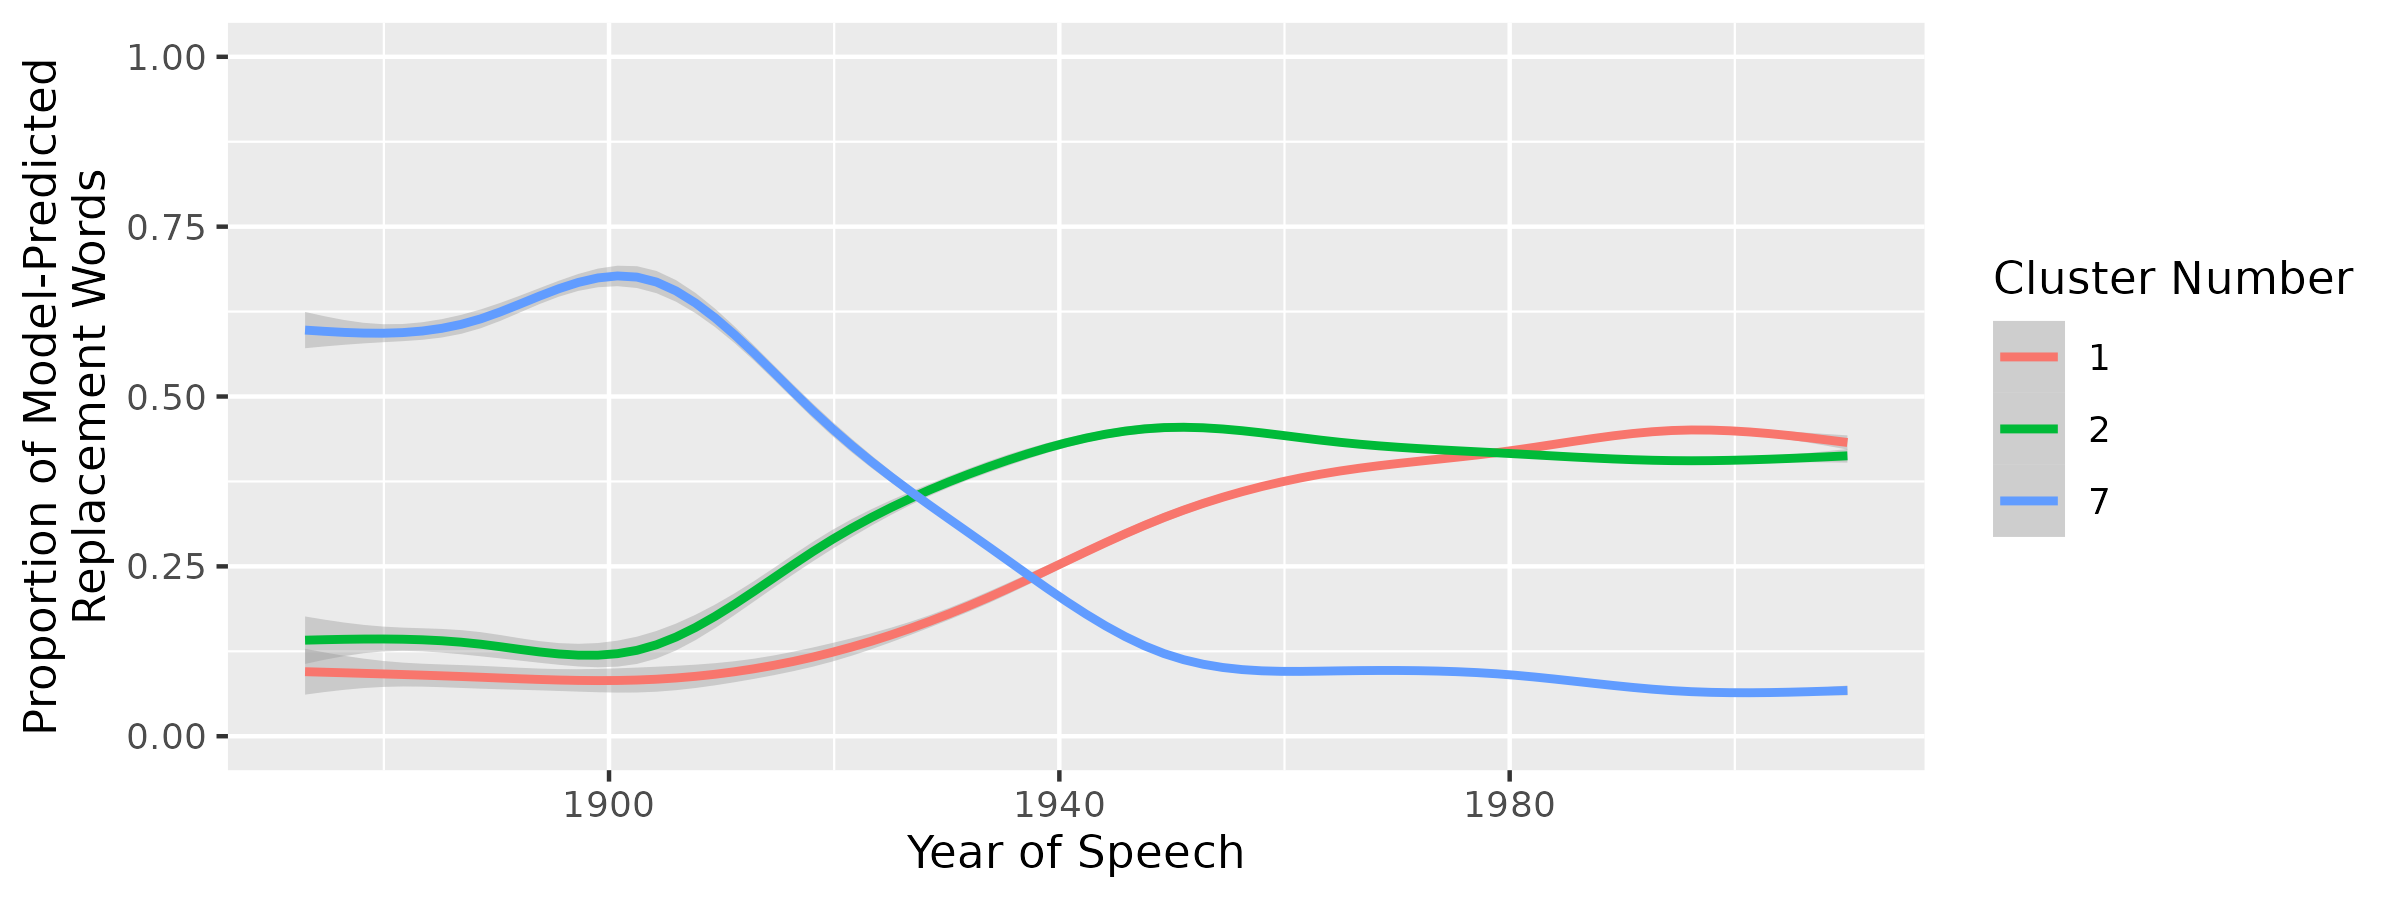 Proportion of Model-Predicted
Replacement Words
1.00
0.75
0.50
0.25
0.00
1900
1940
1980
Year of Speech
Cluster Number
1
2
7